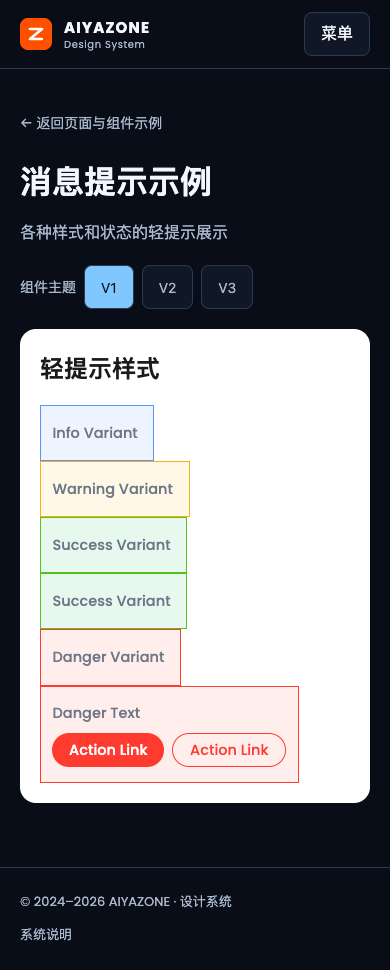 AIYAZONE
Design System
菜单
← 返回页面与组件示例
消息提示示例
各种样式和状态的轻提示展示
组件主题 V1 V2 V3
轻提示样式
Info Variant
Warning Variant
Success Variant
Success Variant
Danger Variant
Danger Text
Action Link Action Link
© 2024–2026 AIYAZONE · 设计系统
系统说明